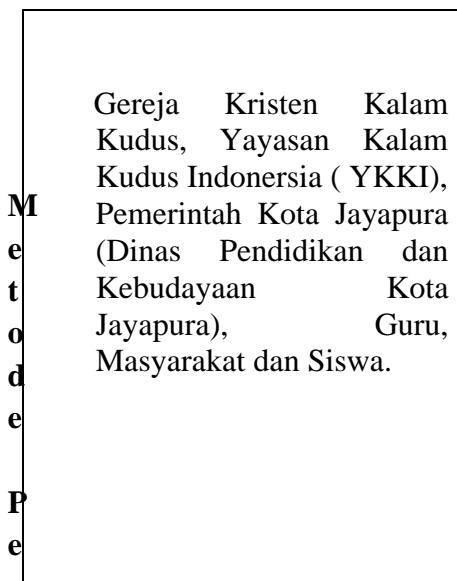 Gereja Kristen Kalam
Kudus, Yayasan Kalam
Kudus Indonersia ( YKKI),
Pemerintah Kota Jayapura
(Dinas Pendidikan dan
Kebudayaan Kota
Jayapura), Guru,
Masyarakat dan Siswa.
M
e
t
o
d
e
P
e